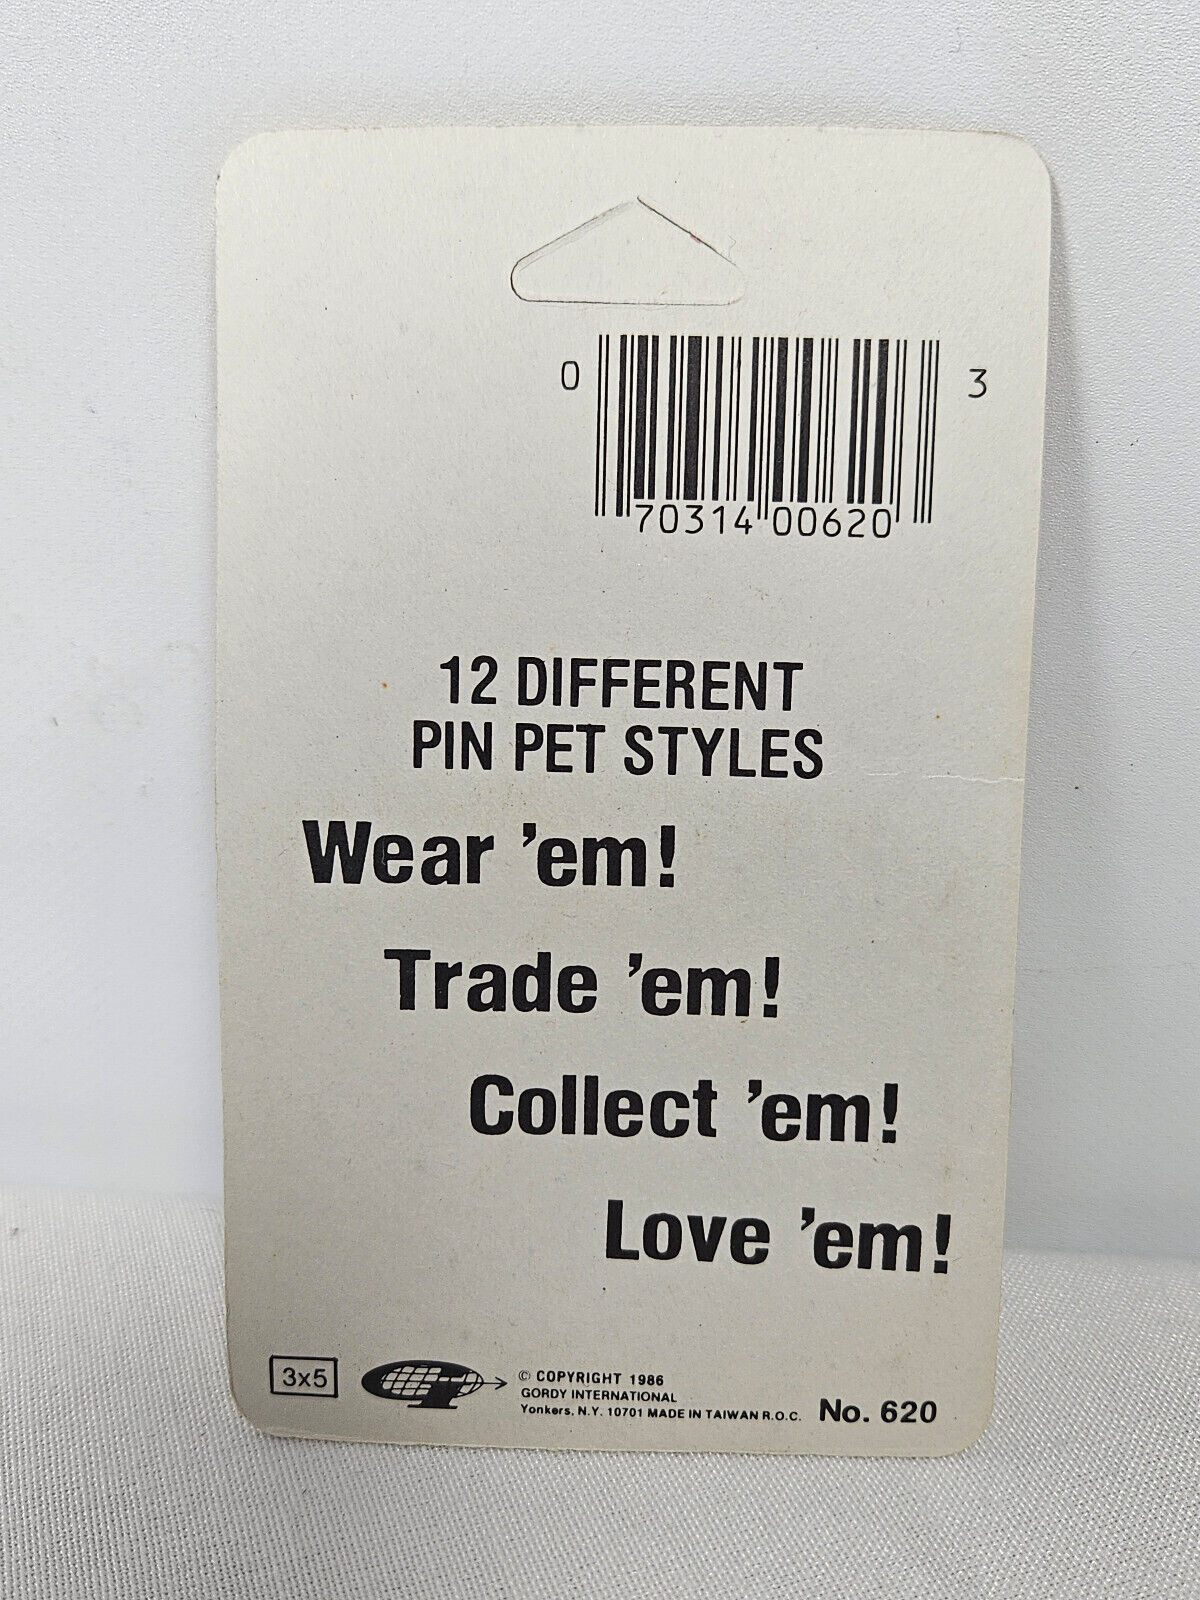 0 70314 00620 3
12 DIFFERENT
PIN PET STYLES
Wear 'em!
Trade 'em!
Collect 'em!
Love 'em!
3x5
© COPYRIGHT 1986
GORDY INTERNATIONAL
Yonkers, N.Y. 10701 MADE IN TAIWAN R.O.C.
No. 620